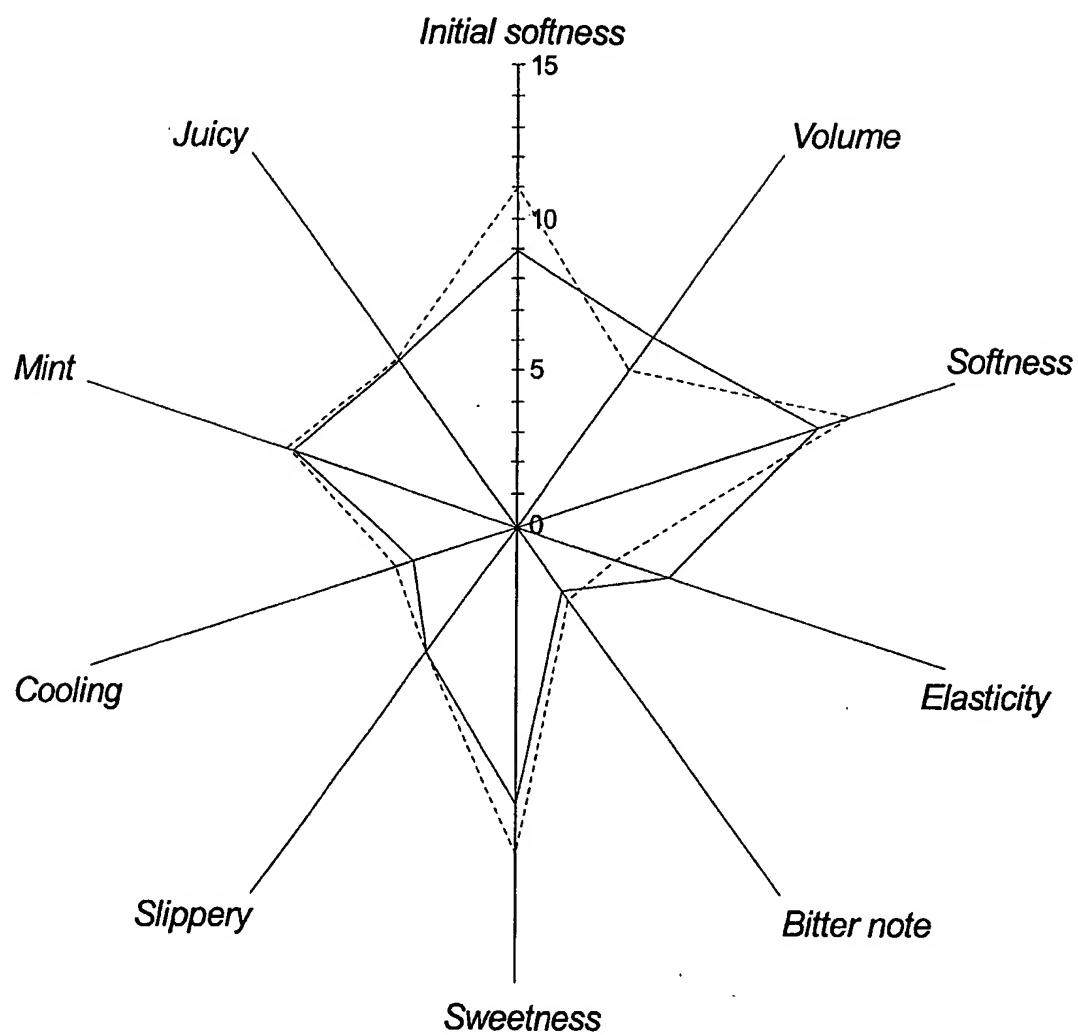 Initial softness
15
Juicy
Volume
10
Mint
5
Softness
0
Cooling
Elasticity
Slippery
Bitter note
Sweetness